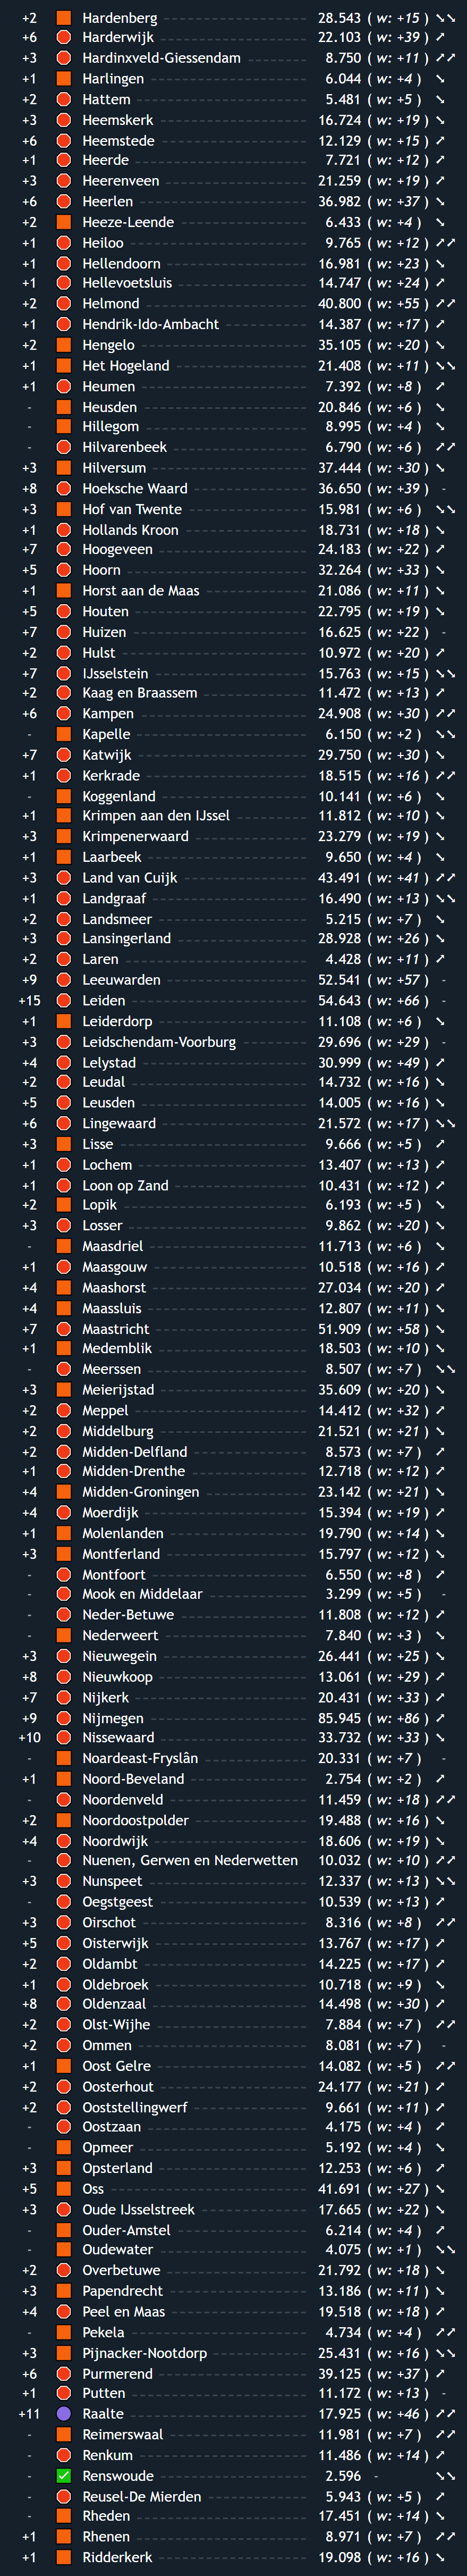 +2 Hardenberg 28.543 ( w: +15 ) ↘↘
+6 Harderwijk 22.103 ( w: +39 ) ↗
+3 Hardinxveld-Giessendam 8.750 ( w: +11 ) ↗↗
+1 Harlingen 6.044 ( w: +4 ) ↘
+2 Hattem 5.481 ( w: +5 ) ↘
+3 Heemskerk 16.724 ( w: +19 ) ↘
+6 Heemstede 12.129 ( w: +15 ) ↗
+1 Heerde 7.721 ( w: +12 ) ↗
+3 Heerenveen 21.259 ( w: +19 ) ↗
+6 Heerlen 36.982 ( w: +37 ) ↘
+2 Heeze-Leende 6.433 ( w: +4 ) ↘
+1 Heiloo 9.765 ( w: +12 ) ↗↗
+1 Hellendoorn 16.981 ( w: +23 ) ↘
+1 Hellevoetsluis 14.747 ( w: +24 ) ↗
+2 Helmond 40.800 ( w: +55 ) ↗↗
+1 Hendrik-Ido-Ambacht 14.387 ( w: +17 ) ↗
+2 Hengelo 35.105 ( w: +20 ) ↘
+1 Het Hogeland 21.408 ( w: +11 ) ↘↘
+1 Heumen 7.392 ( w: +8 ) ↗
- Heusden 20.846 ( w: +6 ) ↘
- Hillegom 8.995 ( w: +4 ) ↘
- Hilvarenbeek 6.790 ( w: +6 ) ↗↗
+3 Hilversum 37.444 ( w: +30 ) ↘
+8 Hoeksche Waard 36.650 ( w: +39 ) -
+3 Hof van Twente 15.981 ( w: +6 ) ↘↘
+1 Hollands Kroon 18.731 ( w: +18 ) ↘
+7 Hoogeveen 24.183 ( w: +22 ) ↗
+5 Hoorn 32.264 ( w: +33 ) ↘
+1 Horst aan de Maas 21.086 ( w: +11 ) ↘
+5 Houten 22.795 ( w: +19 ) ↘
+7 Huizen 16.625 ( w: +22 ) -
+2 Hulst 10.972 ( w: +20 ) ↗
+7 IJsselstein 15.763 ( w: +15 ) ↘↘
+2 Kaag en Braassem 11.472 ( w: +13 ) ↗
+6 Kampen 24.908 ( w: +30 ) ↗↗
- Kapelle 6.150 ( w: +2 ) ↘↘
+7 Katwijk 29.750 ( w: +30 ) ↘
+1 Kerkrade 18.515 ( w: +16 ) ↗↗
- Koggenland 10.141 ( w: +6 ) ↘
+1 Krimpen aan den IJssel 11.812 ( w: +10 ) ↘
+3 Krimpenerwaard 23.279 ( w: +19 ) ↘
+1 Laarbeek 9.650 ( w: +4 ) ↘
+3 Land van Cuijk 43.491 ( w: +41 ) ↗↗
+1 Landgraaf 16.490 ( w: +13 ) ↘↘
+2 Landsmeer 5.215 ( w: +7 ) ↘
+3 Lansingerland 28.928 ( w: +26 ) ↘
+2 Laren 4.428 ( w: +11 ) ↗
+9 Leeuwarden 52.541 ( w: +57 ) -
+15 Leiden 54.643 ( w: +66 ) -
+1 Leiderdorp 11.108 ( w: +6 ) ↘
+3 Leidschendam-Voorburg 29.696 ( w: +29 ) -
+4 Lelystad 30.999 ( w: +49 ) ↗
+2 Leudal 14.732 ( w: +16 ) ↘
+5 Leusden 14.005 ( w: +16 ) ↘
+6 Lingewaard 21.572 ( w: +17 ) ↘↘
+3 Lisse 9.666 ( w: +5 ) ↗
+1 Lochem 13.407 ( w: +13 ) ↗
+1 Loon op Zand 10.431 ( w: +12 ) ↗
+2 Lopik 6.193 ( w: +5 ) ↘
+3 Losser 9.862 ( w: +20 ) ↘
- Maasdriel 11.713 ( w: +6 ) ↘
+1 Maasgouw 10.518 ( w: +16 ) ↗
+4 Maashorst 27.034 ( w: +20 ) ↗
+4 Maassluis 12.807 ( w: +11 ) ↘
+7 Maastricht 51.909 ( w: +58 ) ↘
+1 Medemblik 18.503 ( w: +10 ) ↘
- Meerssen 8.507 ( w: +7 ) ↘↘
+3 Meierijstad 35.609 ( w: +20 ) ↘
+2 Meppel 14.412 ( w: +32 ) ↗
+2 Middelburg 21.521 ( w: +21 ) ↘
+2 Midden-Delfland 8.573 ( w: +7 ) ↗
+1 Midden-Drenthe 12.718 ( w: +12 ) ↗
+4 Midden-Groningen 23.142 ( w: +21 ) ↘
+4 Moerdijk 15.394 ( w: +19 ) ↗
+1 Molenlanden 19.790 ( w: +14 ) ↘
+3 Montferland 15.797 ( w: +12 ) ↘
- Montfoort 6.550 ( w: +8 ) ↗
- Mook en Middelaar 3.299 ( w: +5 ) -
- Neder-Betuwe 11.808 ( w: +12 ) ↗
- Nederweert 7.840 ( w: +3 ) ↘
+3 Nieuwegein 26.441 ( w: +25 ) ↘
+8 Nieuwkoop 13.061 ( w: +29 ) ↗
+7 Nijkerk 20.431 ( w: +33 ) ↗
+9 Nijmegen 85.945 ( w: +86 ) ↗
+10 Nissewaard 33.732 ( w: +33 ) ↘
- Noardeast-Fryslân 20.331 ( w: +7 ) -
+1 Noord-Beveland 2.754 ( w: +2 ) ↗
- Noordenveld 11.459 ( w: +18 ) ↗↗
+2 Noordoostpolder 19.488 ( w: +16 ) ↘
+4 Noordwijk 18.606 ( w: +19 ) ↘
- Nuenen, Gerwen en Nederwetten 10.032 ( w: +10 ) ↗↗
+3 Nunspeet 12.337 ( w: +13 ) ↘↘
- Oegstgeest 10.539 ( w: +13 ) ↗
+3 Oirschot 8.316 ( w: +8 ) ↗↗
+5 Oisterwijk 13.767 ( w: +17 ) ↗
+2 Oldambt 14.225 ( w: +17 ) ↗
+1 Oldebroek 10.718 ( w: +9 ) ↘
+8 Oldenzaal 14.498 ( w: +30 ) ↗
+2 Olst-Wijhe 7.884 ( w: +7 ) ↗↗
+2 Ommen 8.081 ( w: +7 ) -
+1 Oost Gelre 14.082 ( w: +5 ) ↗↗
+2 Oosterhout 24.177 ( w: +21 ) ↗
+2 Ooststellingwerf 9.661 ( w: +11 ) ↗
- Oostzaan 4.175 ( w: +4 ) ↗
- Opmeer 5.192 ( w: +4 ) ↘
+3 Opsterland 12.253 ( w: +6 ) ↗
+5 Oss 41.691 ( w: +27 ) ↘
+3 Oude IJsselstreek 17.665 ( w: +22 ) ↘
- Ouder-Amstel 6.214 ( w: +4 ) ↗
- Oudewater 4.075 ( w: +1 ) ↘↘
+2 Overbetuwe 21.792 ( w: +18 ) ↘
+3 Papendrecht 13.186 ( w: +11 ) ↘
+4 Peel en Maas 19.518 ( w: +18 ) ↗
- Pekela 4.734 ( w: +4 ) ↗↗
+3 Pijnacker-Nootdorp 25.431 ( w: +16 ) ↘↘
+6 Purmerend 39.125 ( w: +37 ) ↗
+1 Putten 11.172 ( w: +13 ) -
+11 Raalte 17.925 ( w: +46 ) ↗↗
- Reimerswaal 11.981 ( w: +7 ) ↗↗
- Renkum 11.486 ( w: +14 ) ↗
- Renswoude 2.596 - ↘↘
- Reusel-De Mierden 5.943 ( w: +5 ) ↗
- Rheden 17.451 ( w: +14 ) ↘
+1 Rhenen 8.971 ( w: +7 ) ↗↗
+1 Ridderkerk 19.098 ( w: +16 ) ↘